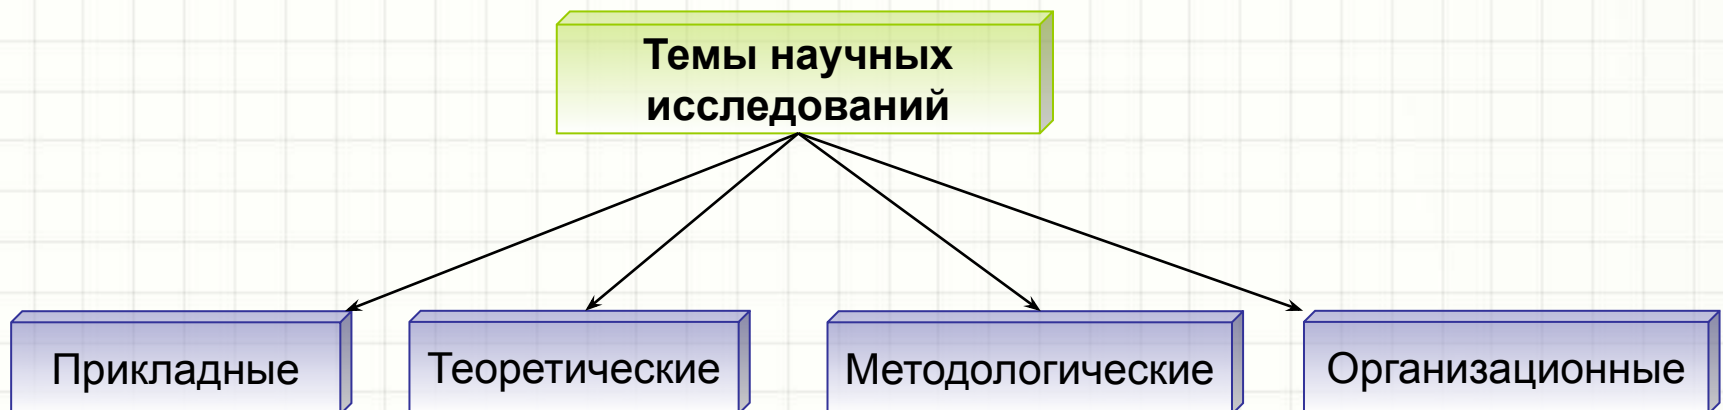 Темы научных
исследований
Прикладные
Теоретические
Методологические
Организационные